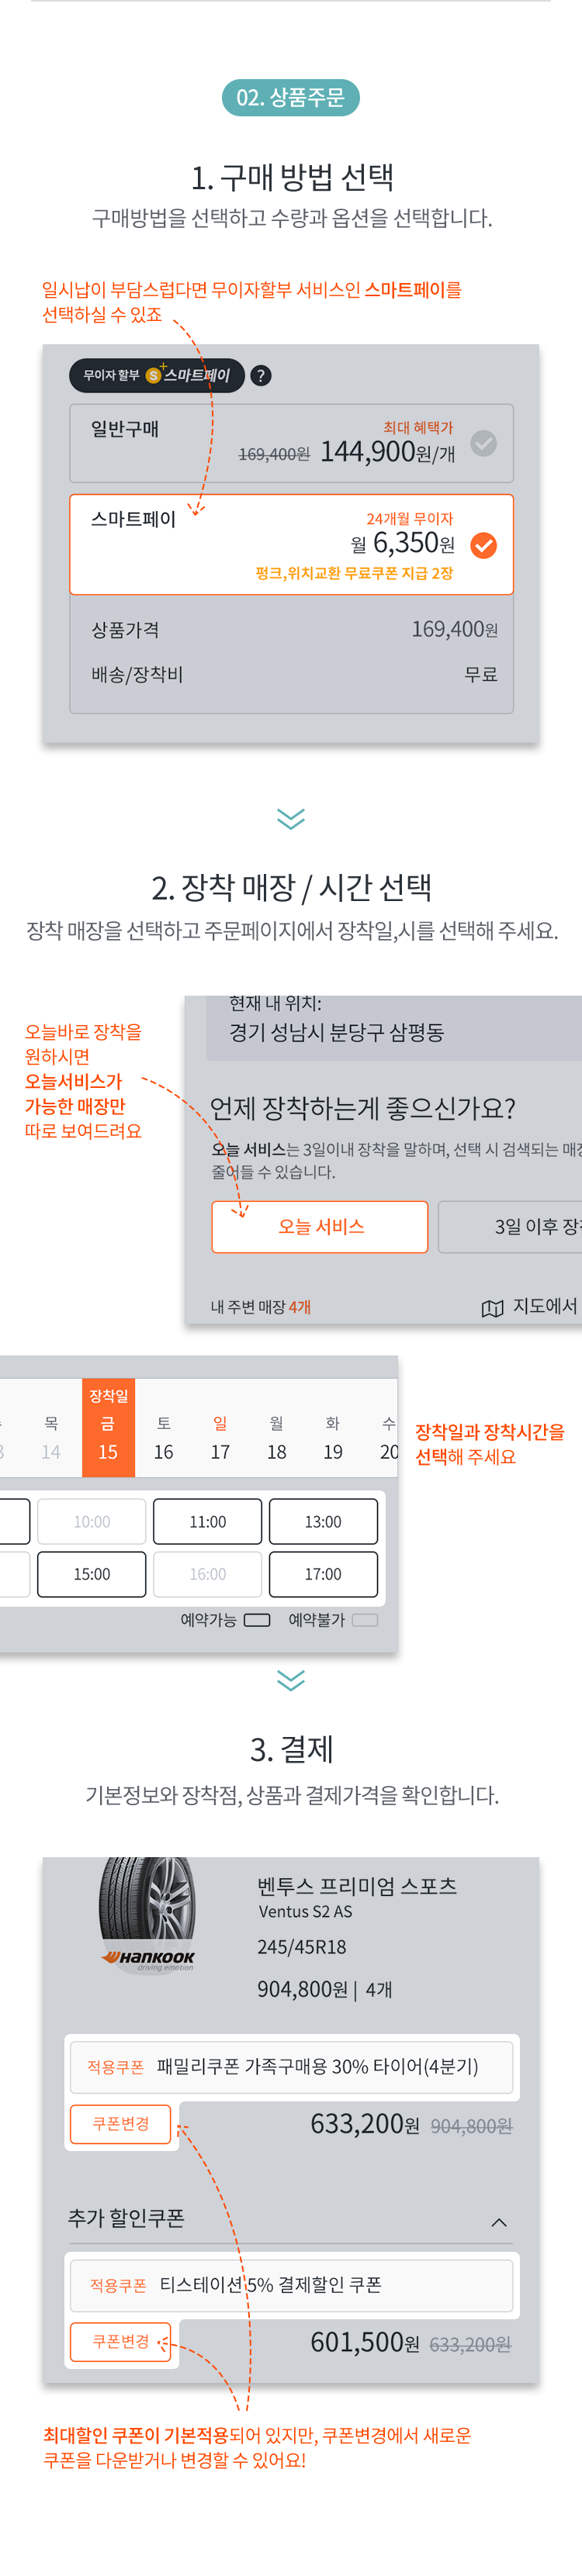 02. 상품주문
1. 구매 방법 선택
구매방법을 선택하고 수량과 옵션을 선택합니다.
일시납이 부담스럽다면 무이자할부 서비스인 스마트페이를
선택하실 수 있죠
무이자 할부 S+ 스마트페이 ?
일반구매
최대 혜택가
169,400원 144,900원/개
스마트페이
24개월 무이자
월 6,350원
펑크,위치교환 무료쿠폰 지급 2장
상품가격 169,400원
배송/장착비 무료
2. 장착 매장 / 시간 선택
장착 매장을 선택하고 주문페이지에서 장착일,시를 선택해 주세요.
오늘바로 장착을
원하시면
오늘서비스가
가능한 매장만
따로 보여드려요
현재 내 위치:
경기 성남시 분당구 삼평동
언제 장착하는게 좋으신가요?
오늘 서비스는 3일이내 장착을 말하며, 선택 시 검색되는 매장
줄어들 수 있습니다.
오늘 서비스
3일 이후 장
내 주변 매장 4개
지도에서
장착일
목 금 토 일 월 화 수
14 15 16 17 18 19 20
10:00 11:00 13:00
15:00 16:00 17:00
예약가능 예약불가
장착일과 장착시간을
선택해 주세요
3. 결제
기본정보와 장착점, 상품과 결제가격을 확인합니다.
HANKOOK
driving emotion
벤투스 프리미엄 스포츠
Ventus S2 AS
245/45R18
904,800원 | 4개
적용쿠폰 패밀리쿠폰 가족구매용 30% 타이어(4분기)
쿠폰변경
633,200원 904,800원
추가 할인쿠폰
적용쿠폰 티스테이션 5% 결제할인 쿠폰
쿠폰변경
601,500원 633,200원
최대할인 쿠폰이 기본적용되어 있지만, 쿠폰변경에서 새로운
쿠폰을 다운받거나 변경할 수 있어요!